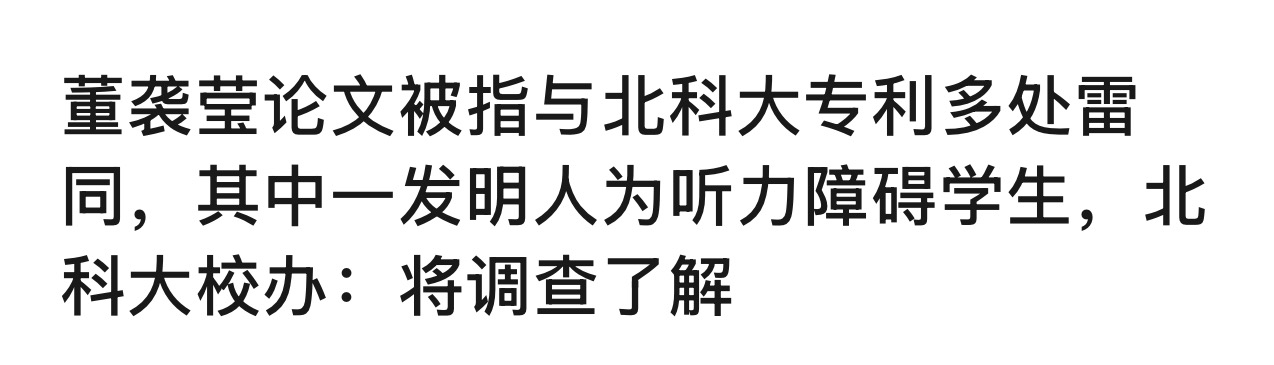 董袭莹论文被指与北科大专利多处雷
同，其中一发明人为听力障碍学生，北
科大校办：将调查了解